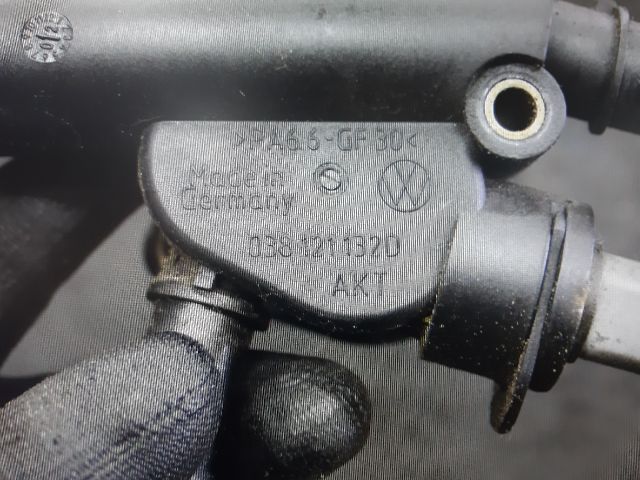 >PA6.6-GF30<
Made in
Germany
038121132D
AKT